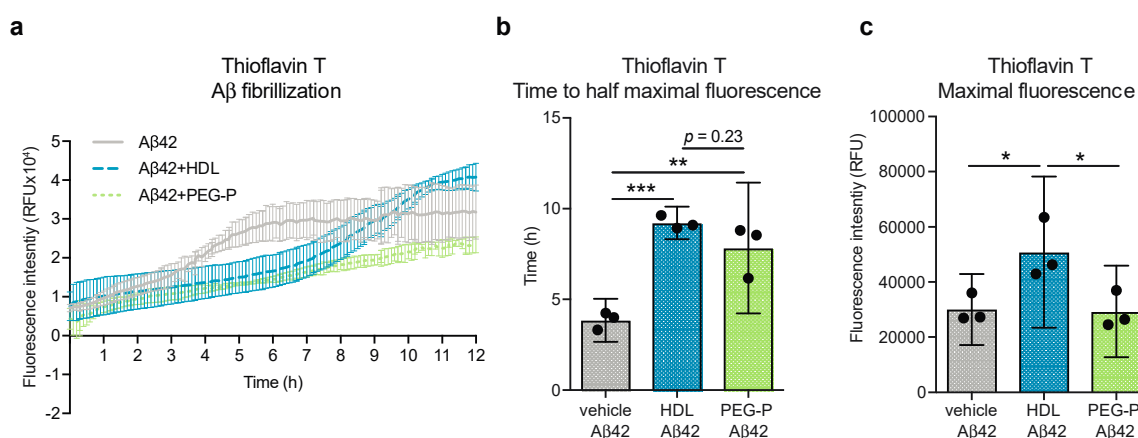 a
Thioflavin T
Aβ fibrillization
Fluorescence intesntiy (RFUx10⁴)
5
4
3
2
1
0
-1
-2
Aβ42
Aβ42+HDL
Aβ42+PEG-P
1 2 3 4 5 6 7 8 9 10 11 12
Time (h)
b
Thioflavin T
Time to half maximal fluorescence
Time (h)
15
10
5
0
p = 0.23
**
***
vehicle HDL PEG-P
Aβ42 Aβ42 Aβ42
c
Thioflavin T
Maximal fluorescence
Fluorescence intensity (RFU)
100000
80000
60000
40000
20000
0
* *
vehicle HDL PEG-P
Aβ42 Aβ42 Aβ42